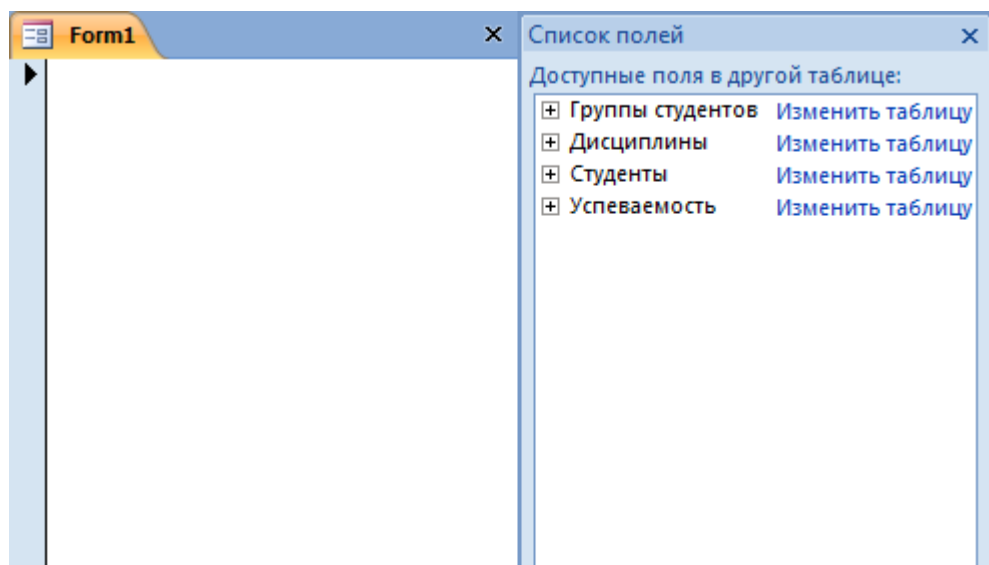 Form1
Список полей
Доступные поля в другой таблице:
Группы студентов Изменить таблицу
Дисциплины Изменить таблицу
Студенты Изменить таблицу
Успеваемость Изменить таблицу